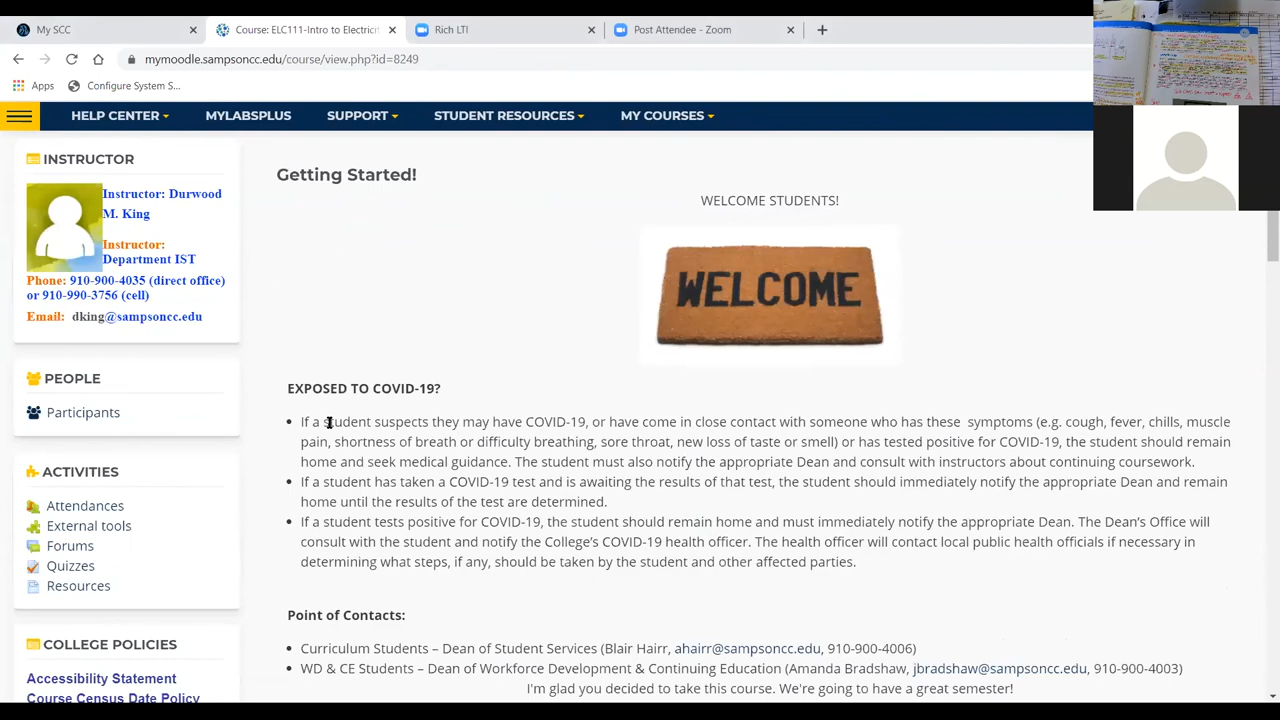 My SCC
Course: ELC111-Intro to Electricit
Rich LTI
Post Attendee - Zoom
mymoodle.sampsoncc.edu/course/view.php?id=8249
Apps
Configure System S...
HELP CENTER
MYLABSPLUS
SUPPORT
STUDENT RESOURCES
MY COURSES
INSTRUCTOR
Instructor: Durwood
M. King
Instructor:
Department IST
Phone: 910-900-4035 (direct office)
or 910-990-3756 (cell)
Email: dking@sampsoncc.edu
PEOPLE
Participants
ACTIVITIES
Attendances
External tools
Forums
Quizzes
Resources
COLLEGE POLICIES
Accessibility Statement
Course Census Date Policy
Getting Started!
WELCOME STUDENTS!
WELCOME
EXPOSED TO COVID-19?
If a student suspects they may have COVID-19, or have come in close contact with someone who has these symptoms (e.g. cough, fever, chills, muscle
pain, shortness of breath or difficulty breathing, sore throat, new loss of taste or smell) or has tested positive for COVID-19, the student should remain
home and seek medical guidance. The student must also notify the appropriate Dean and consult with instructors about continuing coursework.
If a student has taken a COVID-19 test and is awaiting the results of that test, the student should immediately notify the appropriate Dean and remain
home until the results of the test are determined.
If a student tests positive for COVID-19, the student should remain home and must immediately notify the appropriate Dean. The Dean's Office will
consult with the student and notify the College's COVID-19 health officer. The health officer will contact local public health officials if necessary in
determining what steps, if any, should be taken by the student and other affected parties.
Point of Contacts:
Curriculum Students – Dean of Student Services (Blair Hairr, ahairr@sampsoncc.edu, 910-900-4006)
WD & CE Students – Dean of Workforce Development & Continuing Education (Amanda Bradshaw, jbradshaw@sampsoncc.edu, 910-900-4003)
I'm glad you decided to take this course. We're going to have a great semester!